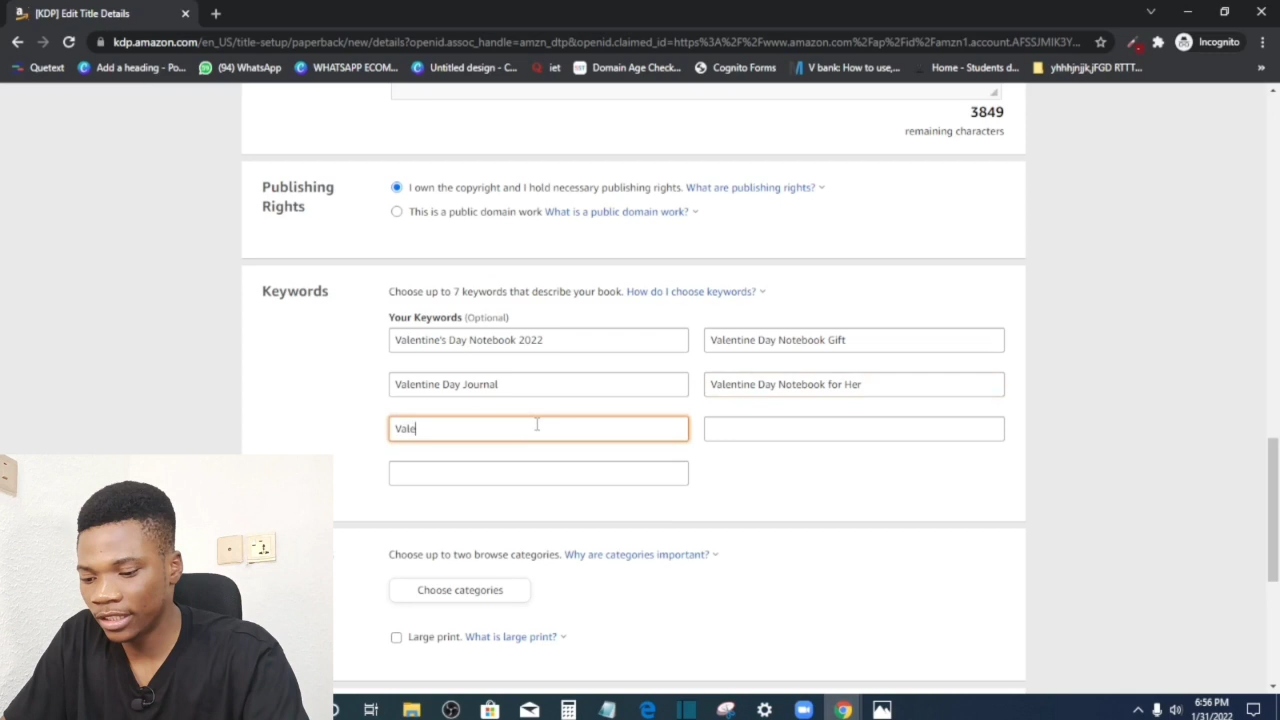 [KDP] Edit Title Details
kdp.amazon.com/en_US/title-setup/paperback/new/details?openid.assoc_handle=amzn_dtp&openid.claimed_id=https%3A%2F%2Fwww.amazon.com%2Fap%2Fid%2Famzn1.account.AFSSJMIK3Y...
Incognito
Quetext
Add a heading - Po...
(94) WhatsApp
WHATSAPP ECOM...
Untitled design - C...
iet
Domain Age Check...
Cognito Forms
V bank: How to use,...
Home - Students d...
yhhhjnjjk,jFGD RTTT...
»
3849
remaining characters
Publishing
Rights
I own the copyright and I hold necessary publishing rights. What are publishing rights?
This is a public domain work What is a public domain work?
Keywords
Choose up to 7 keywords that describe your book. How do I choose keywords?
Your Keywords (Optional)
Valentine's Day Notebook 2022
Valentine Day Notebook Gift
Valentine Day Journal
Valentine Day Notebook for Her
Vale
Choose up to two browse categories. Why are categories important?
Choose categories
Large print. What is large print?
6:56 PM
1/31/2022